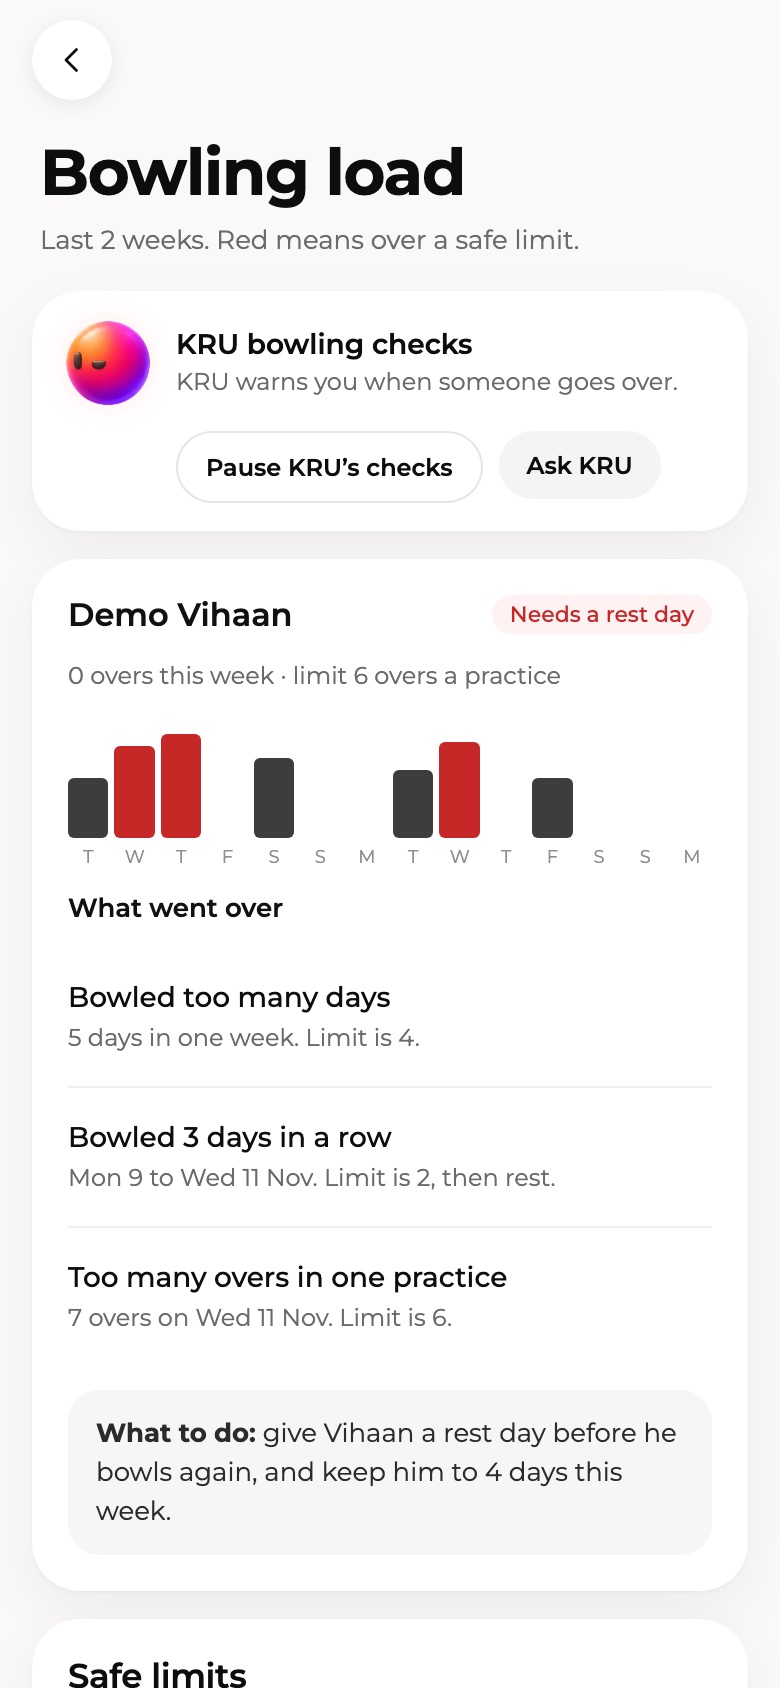 Bowling load
Last 2 weeks. Red means over a safe limit.
KRU bowling checks
KRU warns you when someone goes over.
Pause KRU’s checks
Ask KRU
Demo Vihaan
Needs a rest day
0 overs this week · limit 6 overs a practice
T W T F S S M T W T F S S M
What went over
Bowled too many days
5 days in one week. Limit is 4.
Bowled 3 days in a row
Mon 9 to Wed 11 Nov. Limit is 2, then rest.
Too many overs in one practice
7 overs on Wed 11 Nov. Limit is 6.
What to do: give Vihaan a rest day before he
bowls again, and keep him to 4 days this
week.
Safe limits